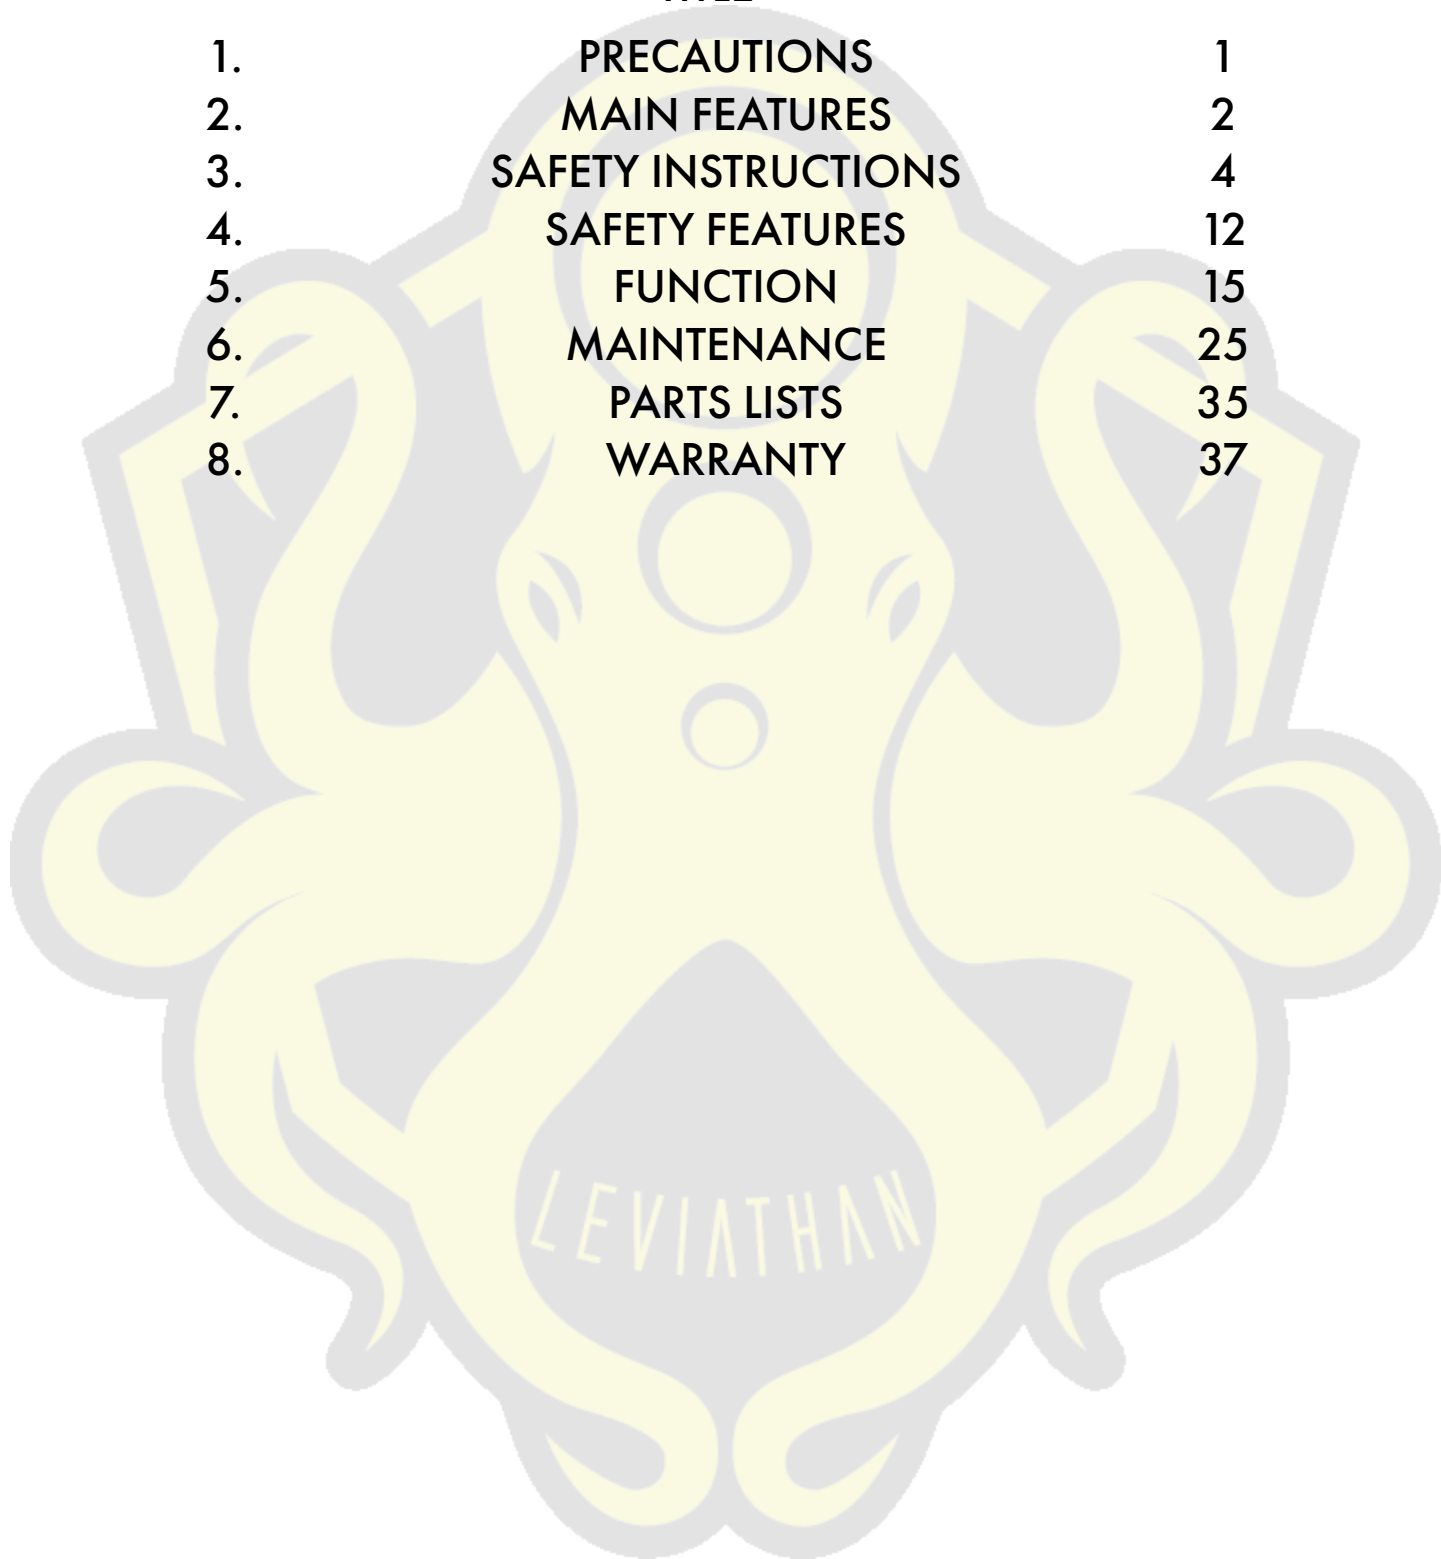 1. PRECAUTIONS 1
2. MAIN FEATURES 2
3. SAFETY INSTRUCTIONS 4
4. SAFETY FEATURES 12
5. FUNCTION 15
6. MAINTENANCE 25
7. PARTS LISTS 35
8. WARRANTY 37
LEVIATHAN